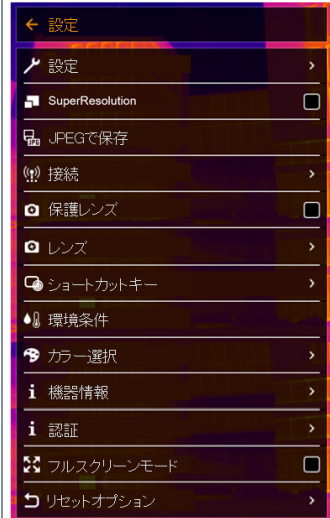 設定
設定
SuperResolution
JPEGで保存
接続
保護レンズ
レンズ
ショートカットキー
環境条件
カラー選択
機器情報
認証
フルスクリーンモード
リセットオプション